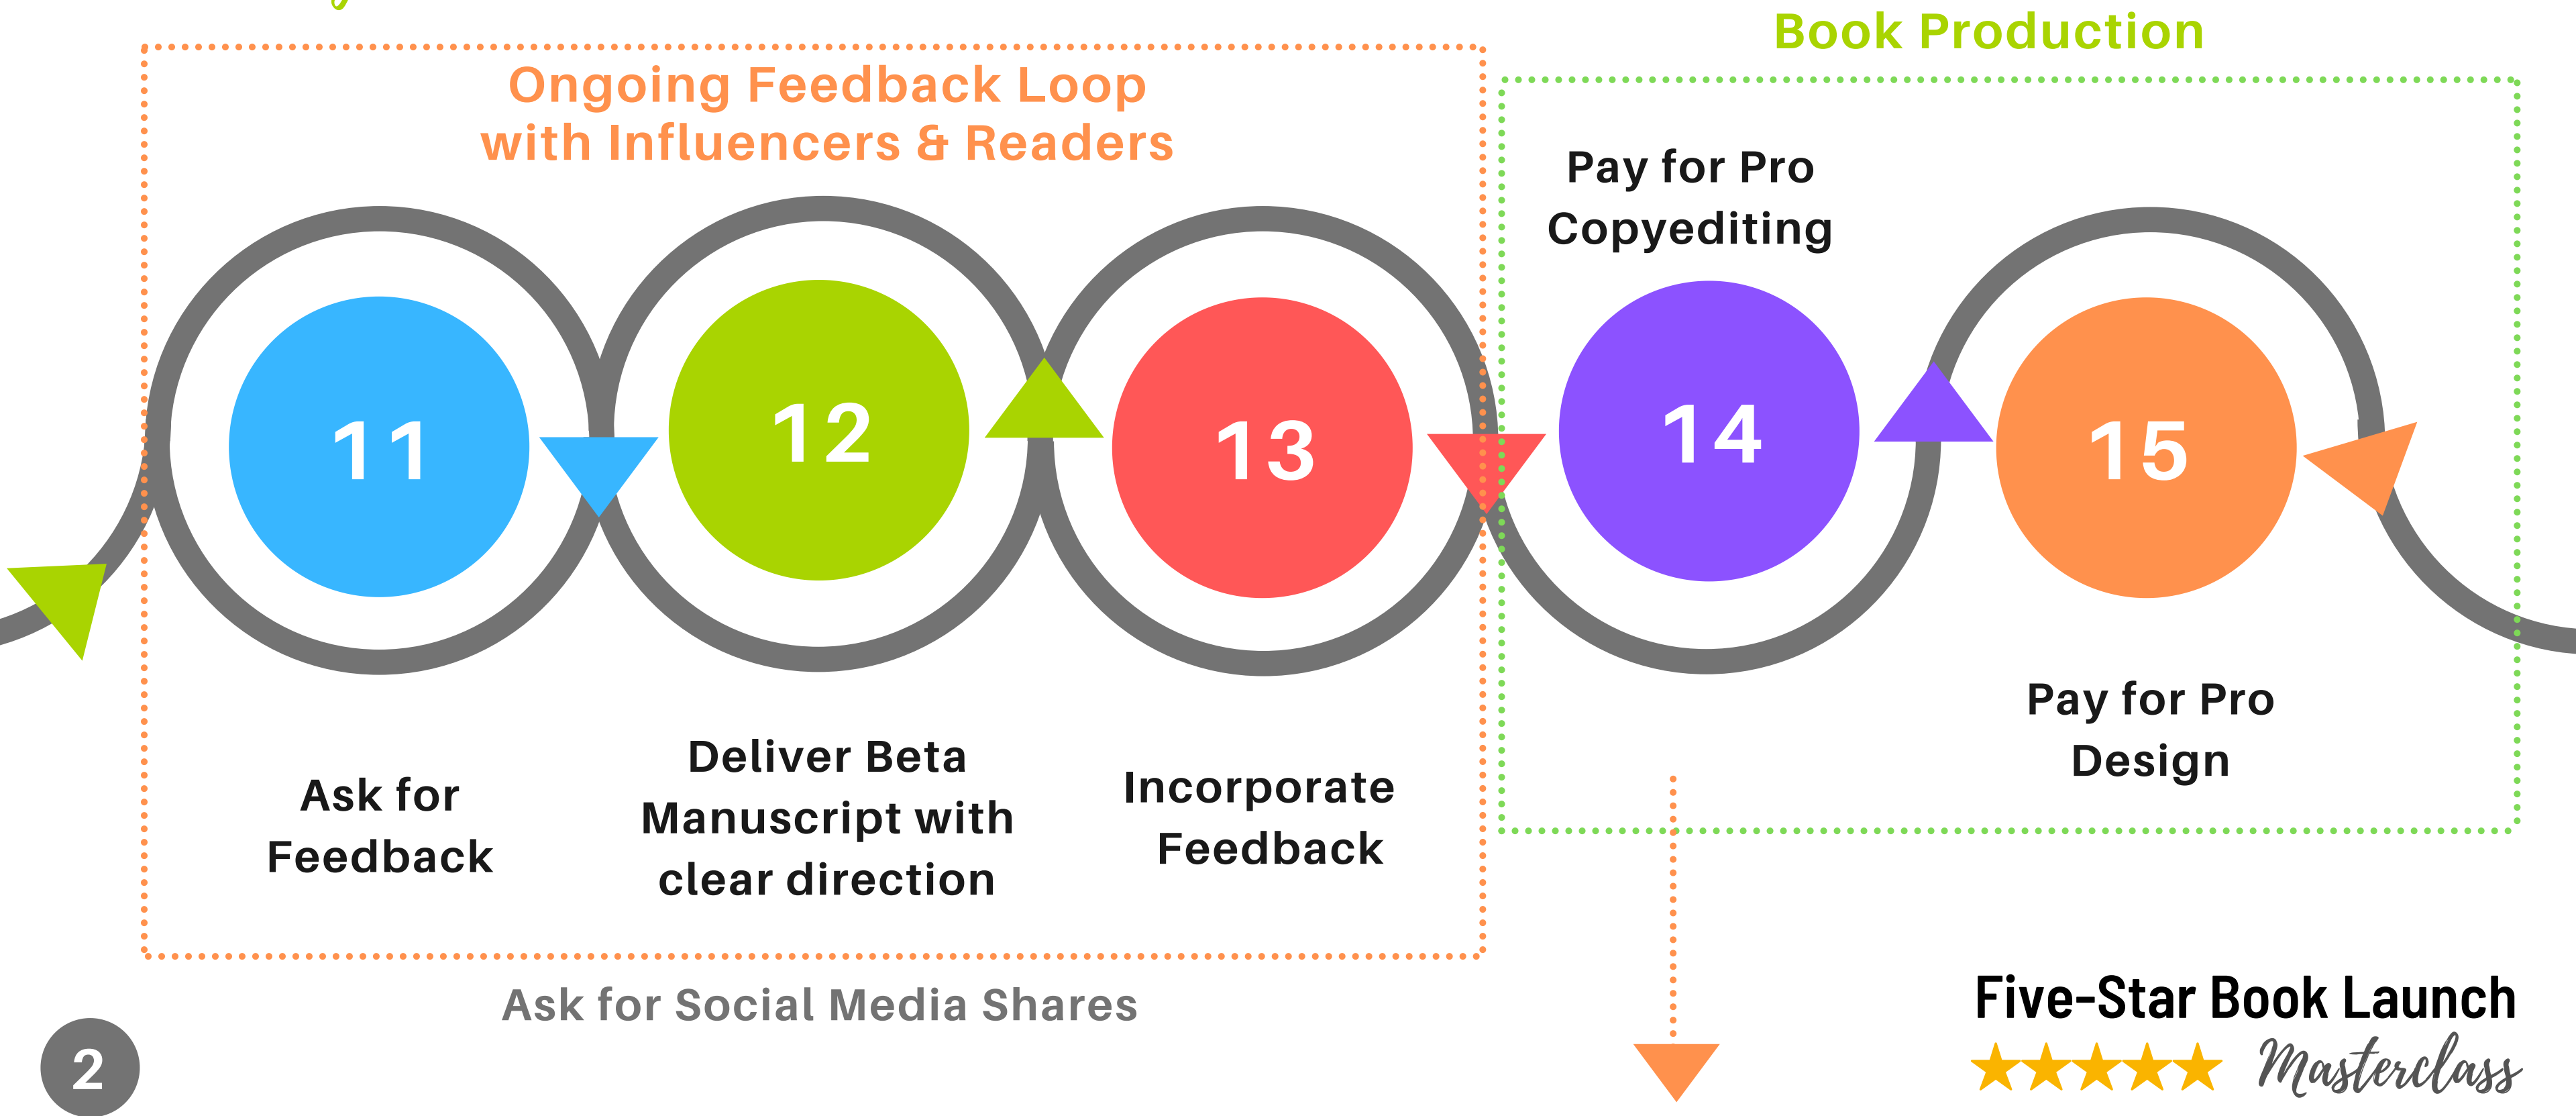 Book Production
Ongoing Feedback Loop
with Influencers & Readers
Pay for Pro
Copyediting
11
12
13
14
15
Ask for
Feedback
Deliver Beta
Manuscript with
clear direction
Incorporate
Feedback
Pay for Pro
Design
Ask for Social Media Shares
2
Five-Star Book Launch
Masterclass